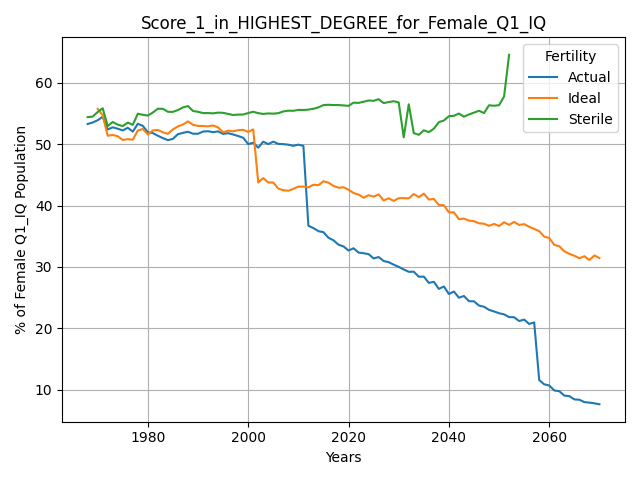 Score_1_in_HIGHEST_DEGREE_for_Female_Q1_IQ
% of Female Q1_IQ Population
60
50
40
30
20
10
Fertility
Actual
Ideal
Sterile
1980
2000
2020
2040
2060
Years